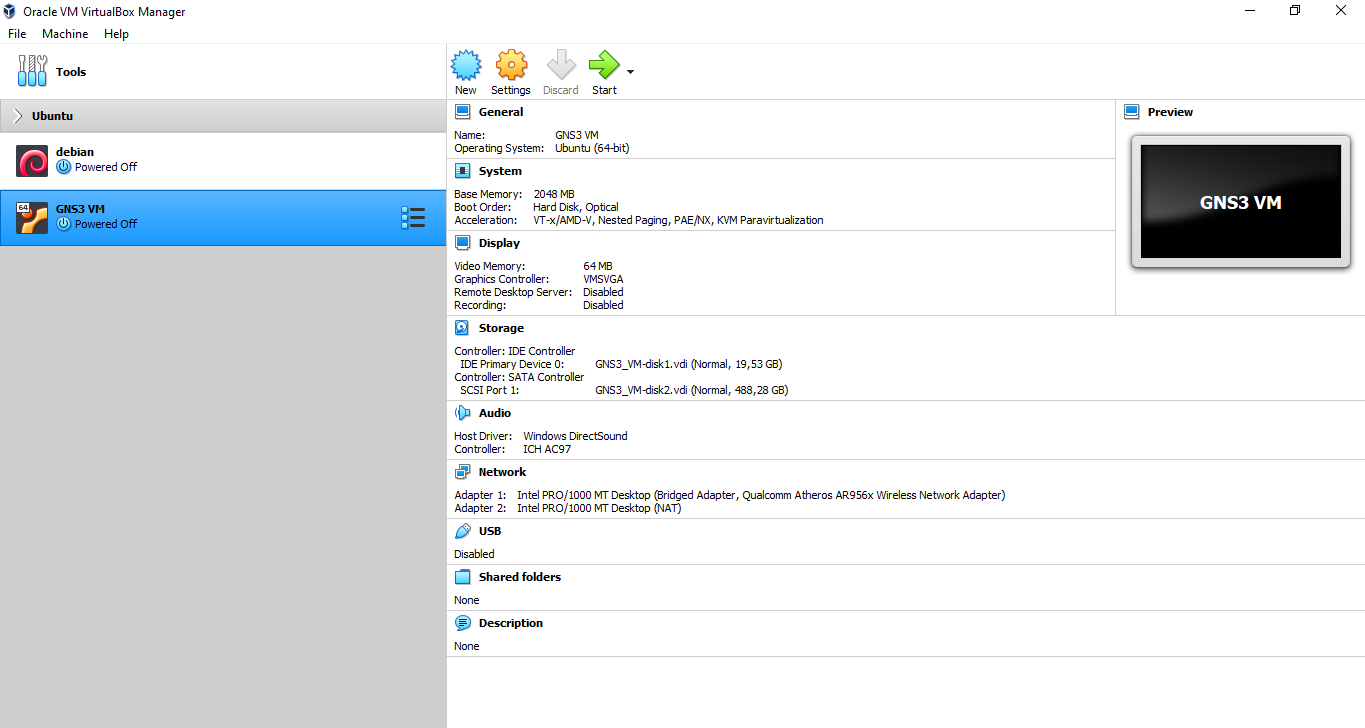 Oracle VM VirtualBox Manager
File Machine Help
Tools
Ubuntu
debian
Powered Off
64
GNS3 VM
Powered Off
New Settings Discard Start
General
Name: GNS3 VM
Operating System: Ubuntu (64-bit)
System
Base Memory: 2048 MB
Boot Order: Hard Disk, Optical
Acceleration: VT-x/AMD-V, Nested Paging, PAE/NX, KVM Paravirtualization
Display
Video Memory: 64 MB
Graphics Controller: VMSVGA
Remote Desktop Server: Disabled
Recording: Disabled
Preview
GNS3 VM
Storage
Controller: IDE Controller
IDE Primary Device 0: GNS3_VM-disk1.vdi (Normal, 19,53 GB)
Controller: SATA Controller
SCSI Port 1: GNS3_VM-disk2.vdi (Normal, 488,28 GB)
Audio
Host Driver: Windows DirectSound
Controller: ICH AC97
Network
Adapter 1: Intel PRO/1000 MT Desktop (Bridged Adapter, Qualcomm Atheros AR956x Wireless Network Adapter)
Adapter 2: Intel PRO/1000 MT Desktop (NAT)
USB
Disabled
Shared folders
None
Description
None